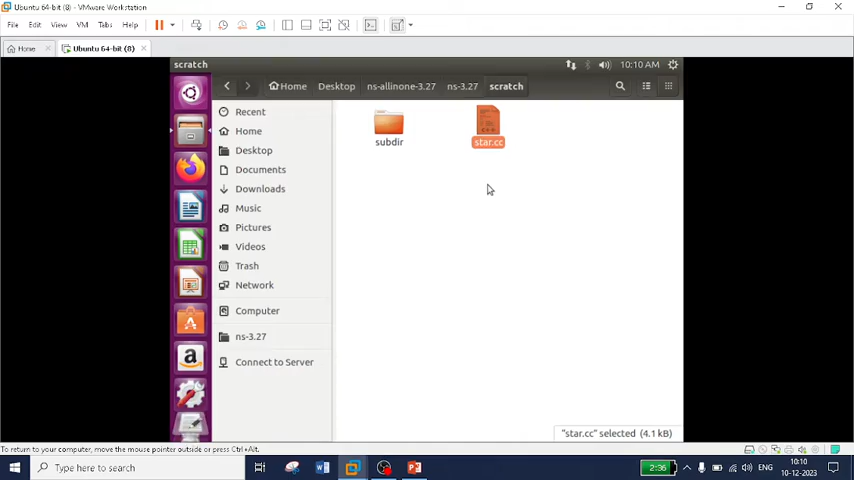 Ubuntu 64-bit (8) - VMware Workstation
File Edit View VM Tabs Help
Home
Ubuntu 64-bit (8)
scratch
10:10 AM
Home Desktop ns-allinone-3.27 ns-3.27 scratch
Recent
Home
Desktop
Documents
Downloads
Music
Pictures
Videos
Trash
Network
Computer
ns-3.27
Connect to Server
subdir
star.cc
"star.cc" selected (4.1 kB)
To return to your computer, move the mouse pointer outside or press Ctrl+Alt.
Type here to search
2:36
ENG
10:10
10-12-2023